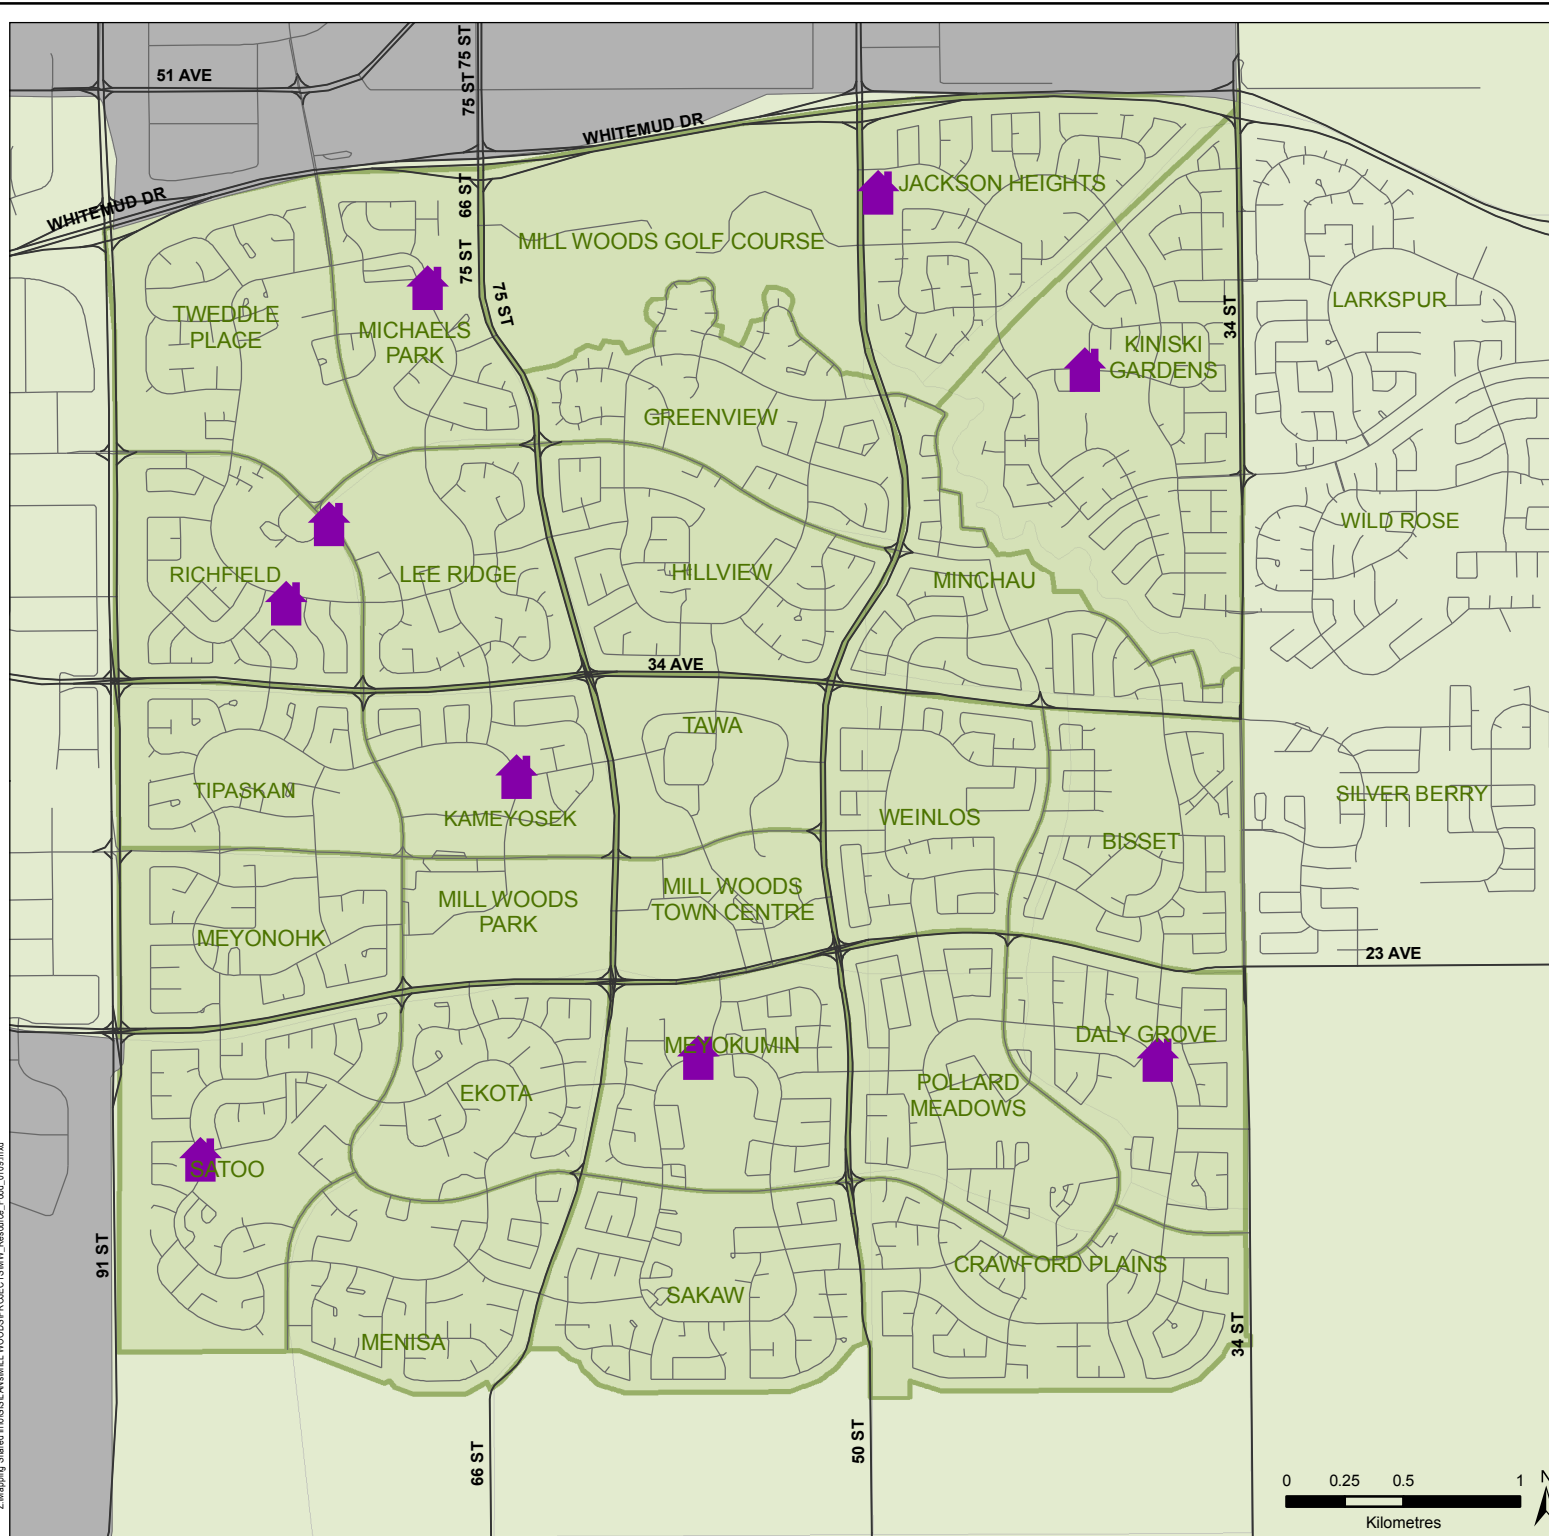 51 AVE
75 ST
75 ST
WHITEMUD DR
WHITEMUD DR
66 ST
75 ST
75 ST
JACKSON HEIGHTS
MILL WOODS GOLF COURSE
TWEDDLE
PLACE
MICHAELS
PARK
34 ST
LARKSPUR
KINISKI
GARDENS
GREENVIEW
WILD ROSE
RICHFIELD
LEE RIDGE
HILLVIEW
MINCHAU
34 AVE
TAWA
TIPASKAN
KAMEYOSEK
WEINLOS
BISSET
SILVER BERRY
MEYONOHK
MILL WOODS
PARK
MILL WOODS
TOWN CENTRE
23 AVE
MEYOKUMIN
DALY GROVE
EKOTA
POLLARD
MEADOWS
SATOO
91 ST
SAKAW
CRAWFORD PLAINS
MENISA
34 ST
66 ST
50 ST
0 0.25 0.5 1
Kilometres
N